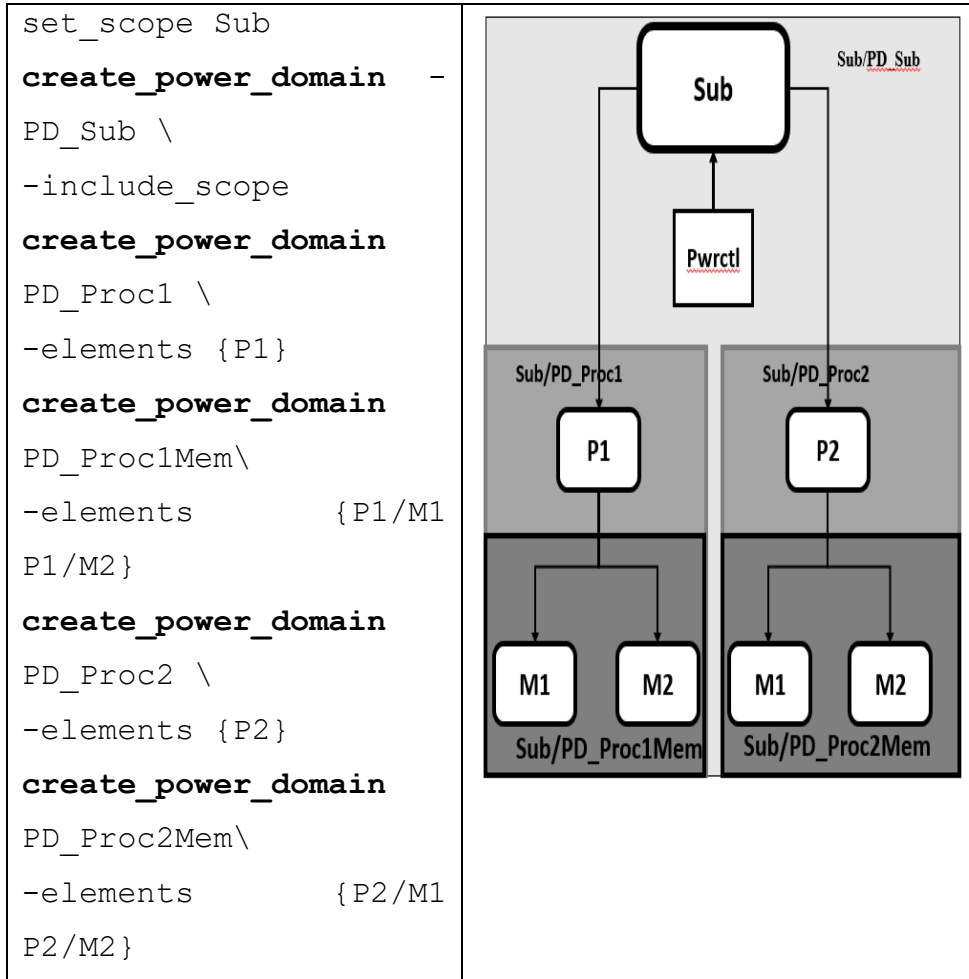 set_scope Sub
create_power_domain -
PD_Sub \
-include_scope
create_power_domain
PD_Proc1 \
-elements {P1}
create_power_domain
PD_Proc1Mem\
-elements {P1/M1
P1/M2}
create_power_domain
PD_Proc2 \
-elements {P2}
create_power_domain
PD_Proc2Mem\
-elements {P2/M1
P2/M2}
Sub/PD_Sub
Sub
Pwrctl
Sub/PD_Proc1
Sub/PD_Proc2
P1
P2
M1
M2
M1
M2
Sub/PD_Proc1Mem
Sub/PD_Proc2Mem